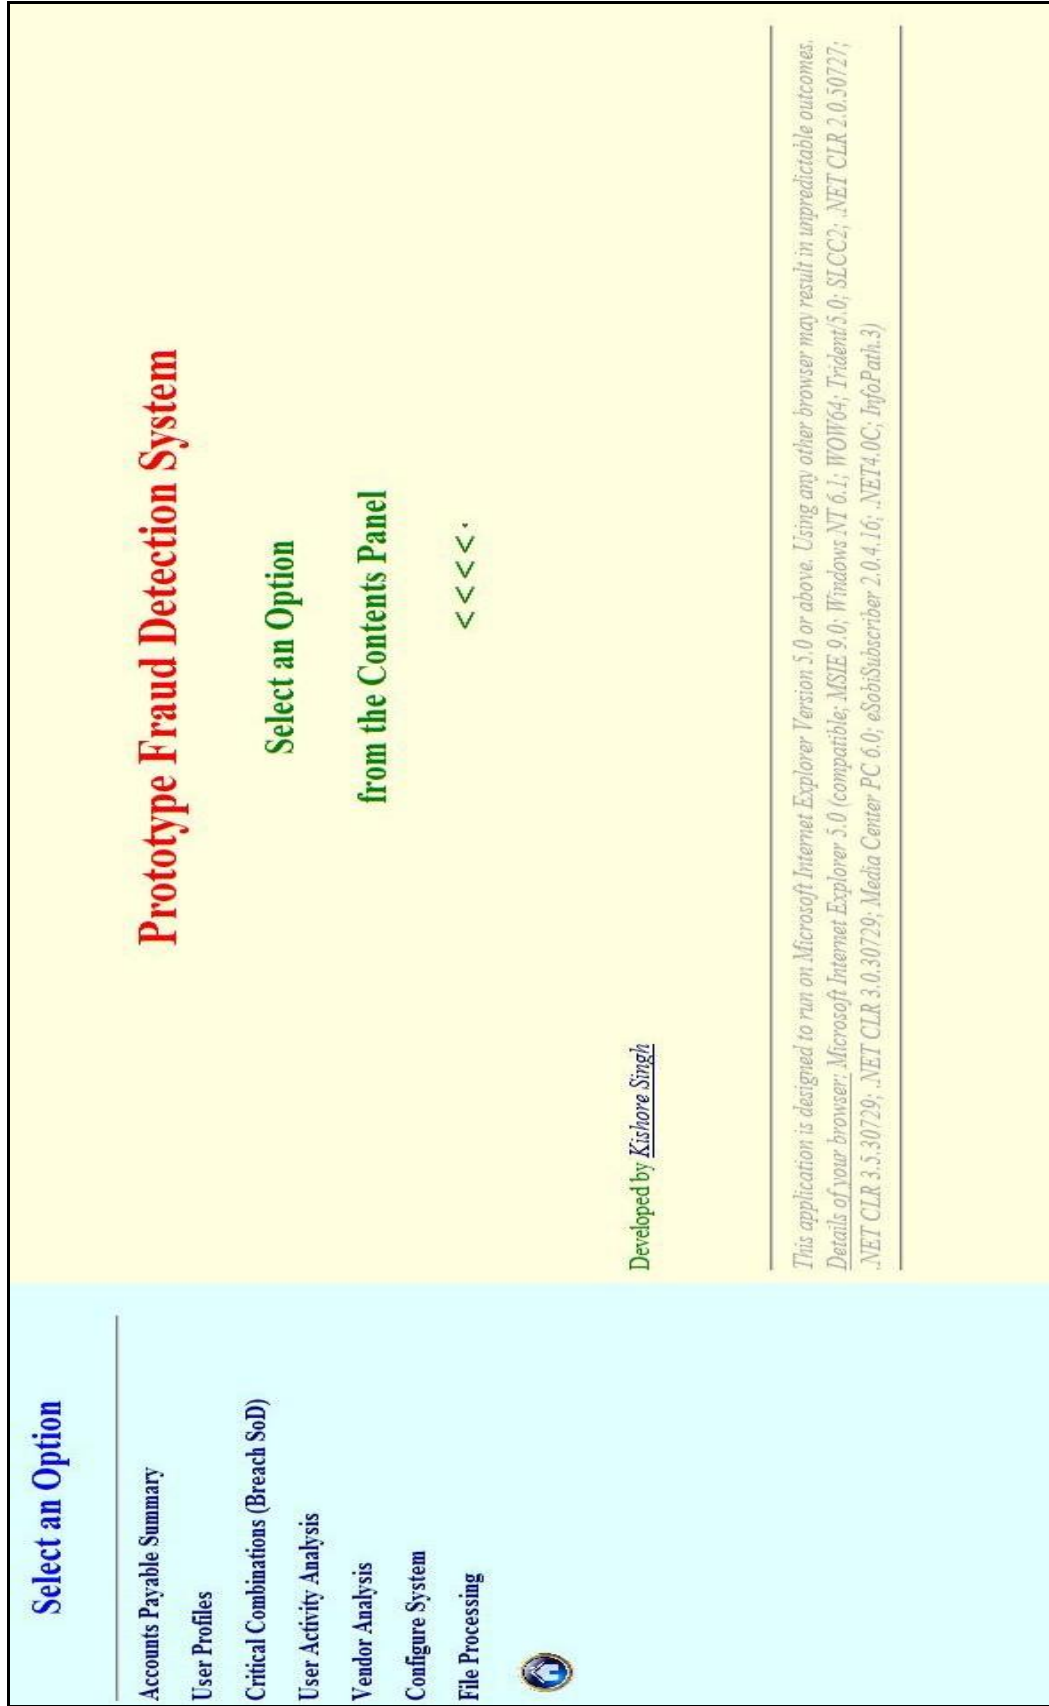 Select an Option
Accounts Payable Summary
User Profiles
Critical Combinations (Breach SoD)
User Activity Analysis
Vendor Analysis
Configure System
File Processing
Prototype Fraud Detection System
Select an Option
from the Contents Panel
< < < < ·
Developed by Kishore Singh
This application is designed to run on Microsoft Internet Explorer Version 5.0 or above. Using any other browser may result in unpredictable outcomes.
Details of your browser: Microsoft Internet Explorer 5.0 (compatible; MSIE 9.0; Windows NT 6.1; WOW64; Trident/5.0; SLCC2; .NET CLR 2.0.50727;
.NET CLR 3.5.30729; .NET CLR 3.0.30729; Media Center PC 6.0; eSobiSubscriber 2.0.4.16; .NET4.0C; InfoPath.3)